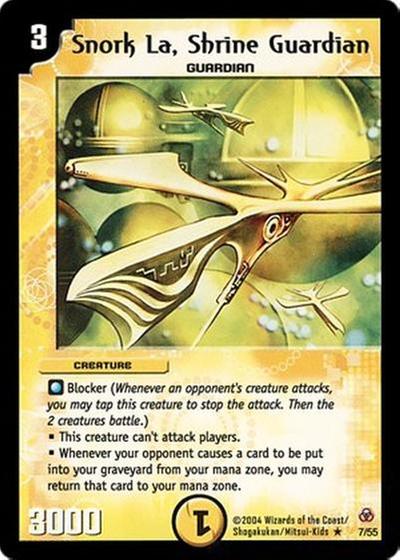 3 Snork La, Shrine Guardian
GUARDIAN
CREATURE
Blocker (Whenever an opponent's creature attacks,
you may tap this creature to stop the attack. Then the
2 creatures battle.)
▪ This creature can't attack players.
▪ Whenever your opponent causes a card to be put
into your graveyard from your mana zone, you may
return that card to your mana zone.
3000 1 ©2004 Wizards of the Coast/
Shogakukan/Mitsui-Kids ★ 7/55